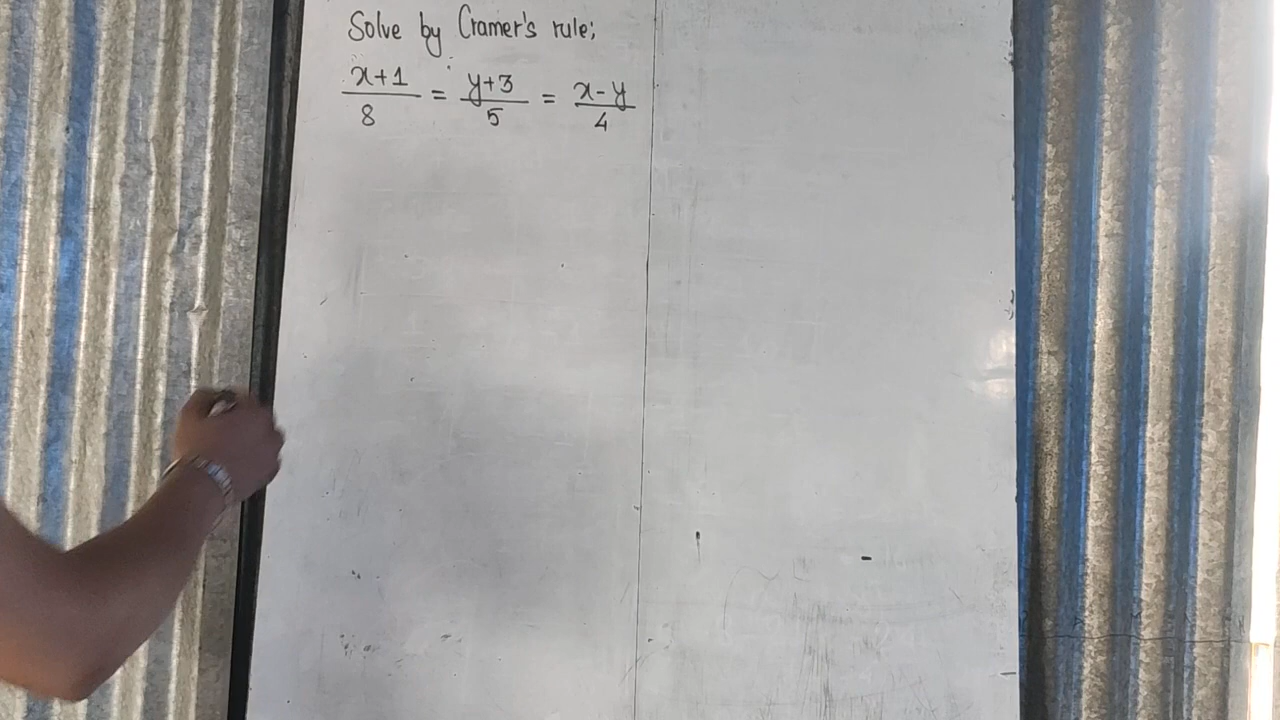 Solve by Cramer's rule;
x+1/8 = y+3/5 = x-y/4